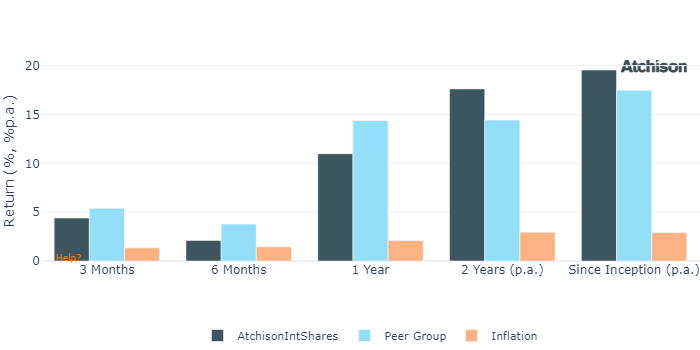 Atchison
Return (%, %p.a.)
20
15
10
5
0
Help?
3 Months
6 Months
1 Year
2 Years (p.a.)
Since Inception (p.a.)
AtchisonIntShares
Peer Group
Inflation